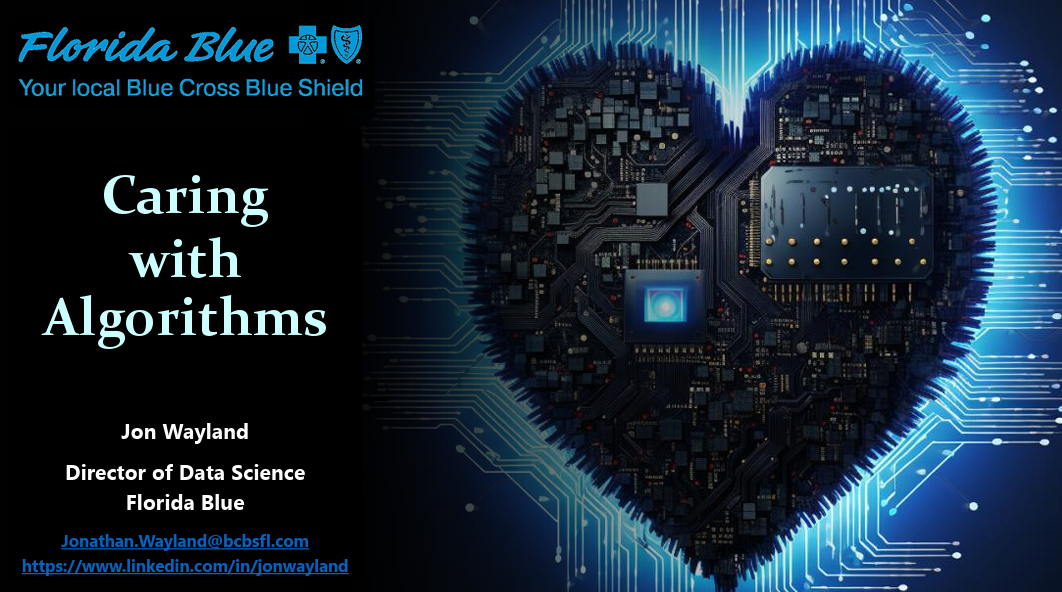 Florida Blue
Your local Blue Cross Blue Shield
Caring
with
Algorithms
Jon Wayland
Director of Data Science
Florida Blue
Jonathan.Wayland@bcbsfl.com
https://www.linkedin.com/in/jonwayland